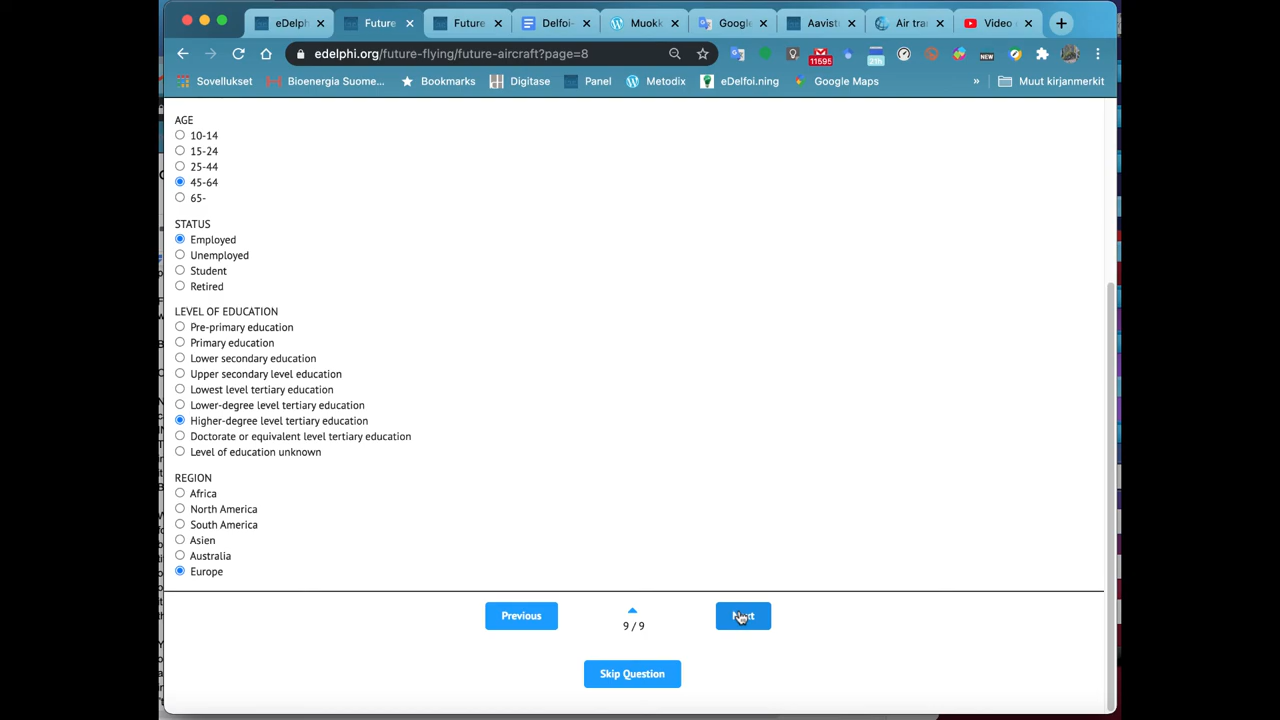 eDelph
Future
Future
Delfoi-
Muokk
Google
Aavist
Air tra
Video
edelphi.org/future-flying/future-aircraft?page=8
11595
21h
NEW
Sovellukset
Bioenergia Suome...
Bookmarks
Digitase
Panel
Metodix
eDelfoi.ning
Google Maps
»
Muut kirjanmerkit
AGE
10-14
15-24
25-44
45-64
65-
STATUS
Employed
Unemployed
Student
Retired
LEVEL OF EDUCATION
Pre-primary education
Primary education
Lower secondary education
Upper secondary level education
Lowest level tertiary education
Lower-degree level tertiary education
Higher-degree level tertiary education
Doctorate or equivalent level tertiary education
Level of education unknown
REGION
Africa
North America
South America
Asien
Australia
Europe
Previous
9 / 9
Next
Skip Question